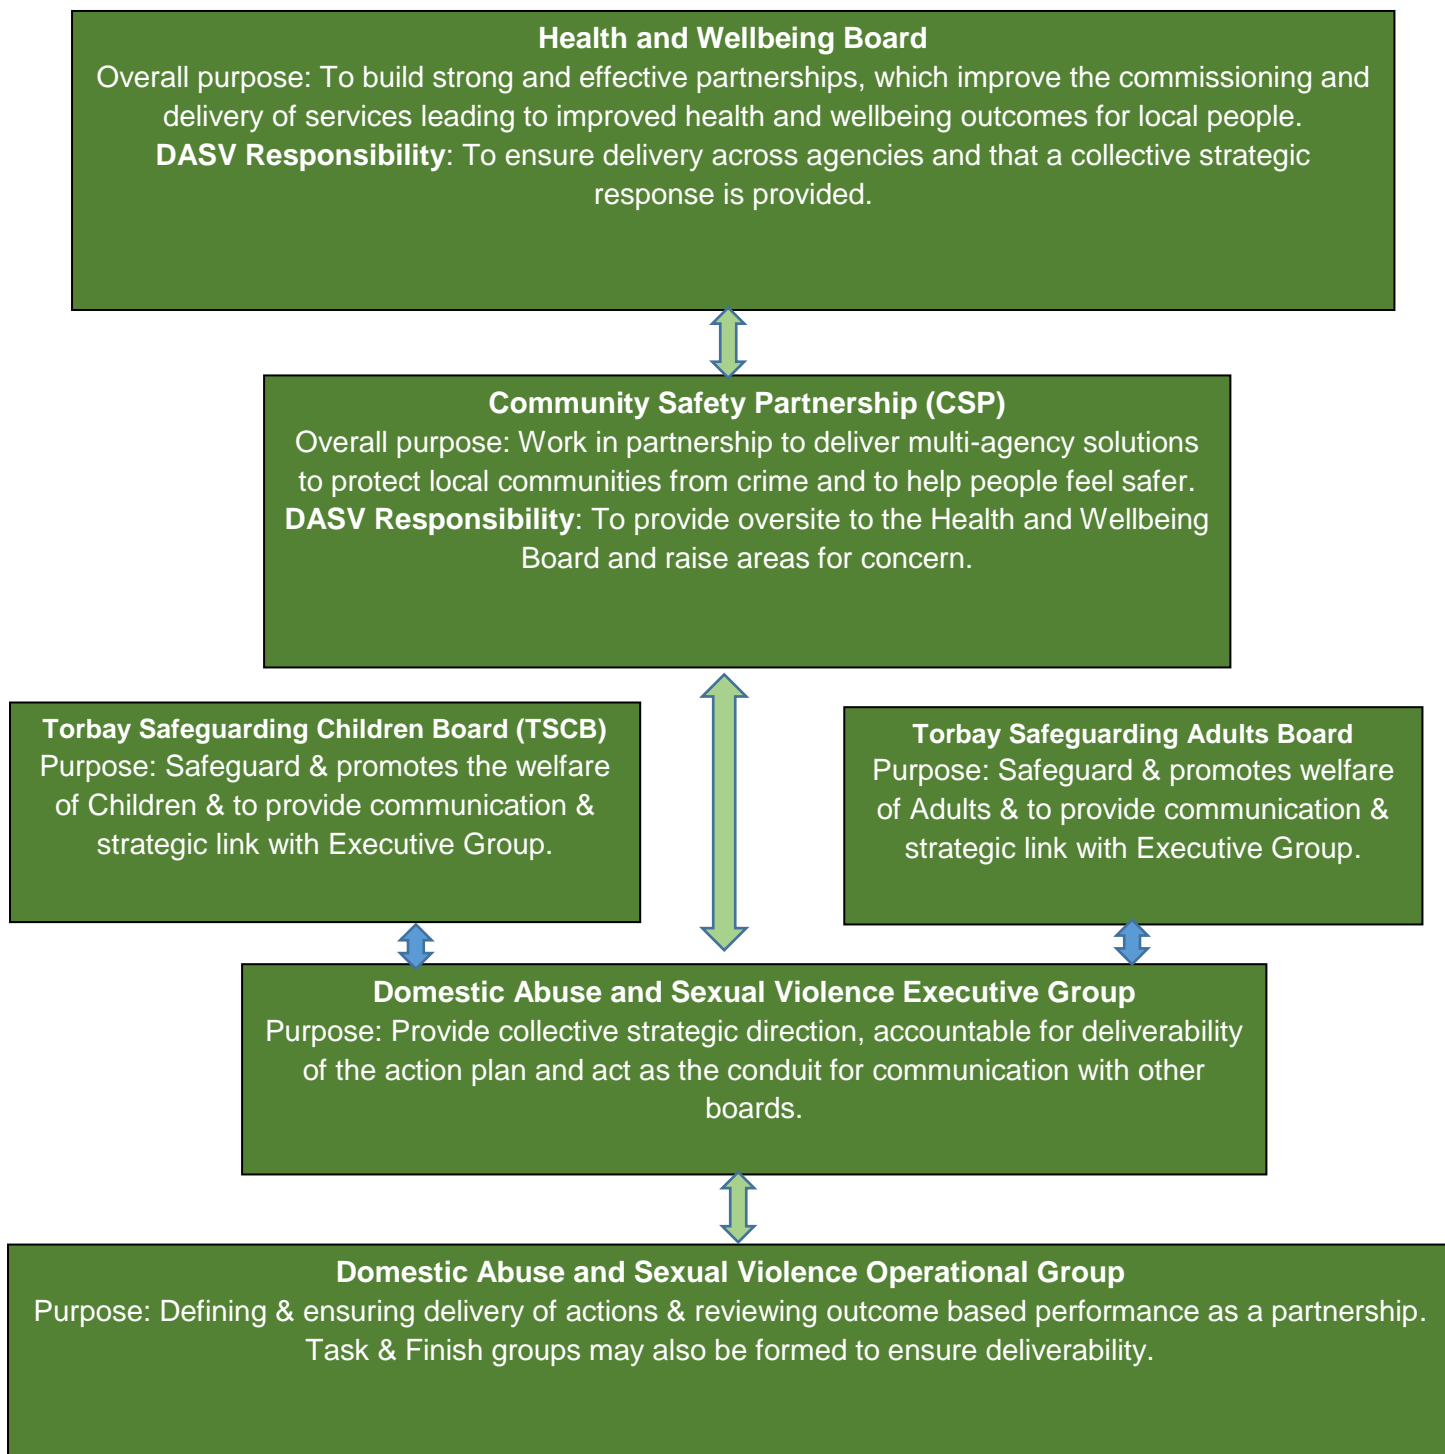 Health and Wellbeing Board
Overall purpose: To build strong and effective partnerships, which improve the commissioning and
delivery of services leading to improved health and wellbeing outcomes for local people.
DASV Responsibility: To ensure delivery across agencies and that a collective strategic
response is provided.
Community Safety Partnership (CSP)
Overall purpose: Work in partnership to deliver multi-agency solutions
to protect local communities from crime and to help people feel safer.
DASV Responsibility: To provide oversite to the Health and Wellbeing
Board and raise areas for concern.
Torbay Safeguarding Children Board (TSCB)
Purpose: Safeguard & promotes the welfare
of Children & to provide communication &
strategic link with Executive Group.
Torbay Safeguarding Adults Board
Purpose: Safeguard & promotes welfare
of Adults & to provide communication &
strategic link with Executive Group.
Domestic Abuse and Sexual Violence Executive Group
Purpose: Provide collective strategic direction, accountable for deliverability
of the action plan and act as the conduit for communication with other
boards.
Domestic Abuse and Sexual Violence Operational Group
Purpose: Defining & ensuring delivery of actions & reviewing outcome based performance as a partnership.
Task & Finish groups may also be formed to ensure deliverability.